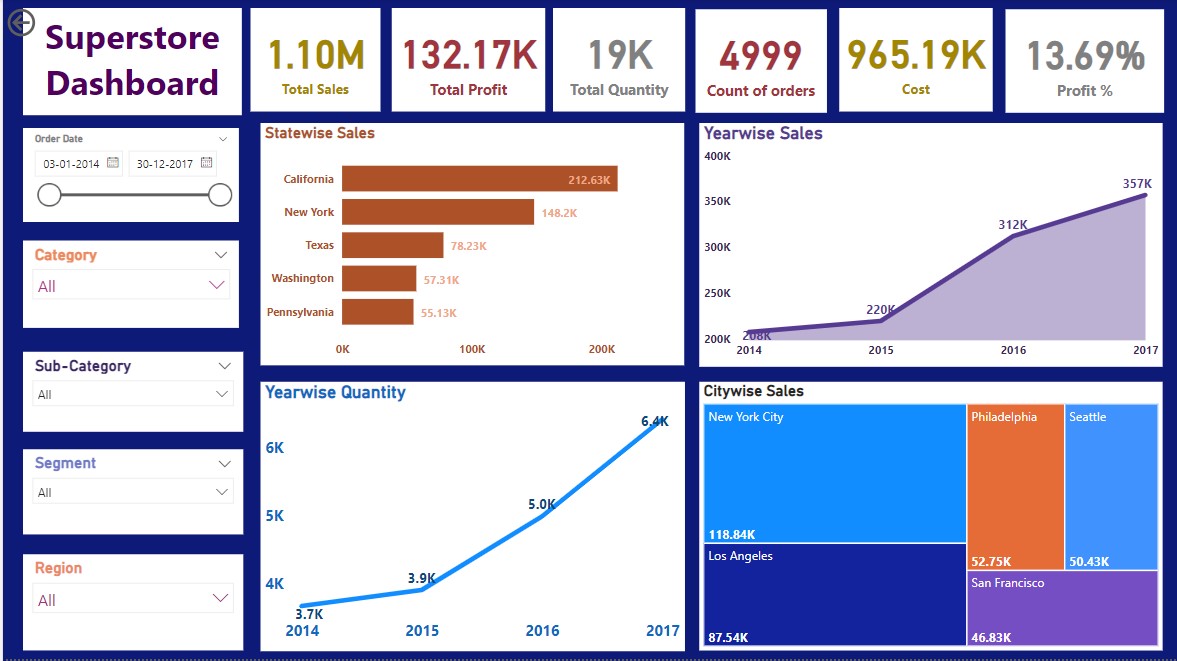 Superstore
Dashboard
1.10M
Total Sales
132.17K
Total Profit
19K
Total Quantity
4999
Count of orders
965.19K
Cost
13.69%
Profit %
Order Date
03-01-2014
30-12-2017
Category
All
Sub-Category
All
Segment
All
Region
All
Statewise Sales
California
212.63K
New York
148.2K
Texas
78.23K
Washington
57.31K
Pennsylvania
55.13K
0K
100K
200K
Yearwise Sales
400K
350K
300K
250K
200K
208K
220K
312K
357K
2014
2015
2016
2017
Yearwise Quantity
6K
5K
4K
3.7K
3.9K
5.0K
6.4K
2014
2015
2016
2017
Citywise Sales
New York City
118.84K
Los Angeles
87.54K
Philadelphia
52.75K
Seattle
50.43K
San Francisco
46.83K